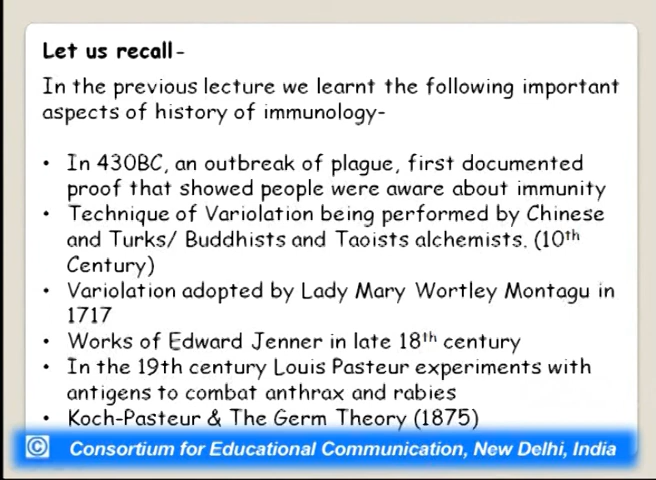 Let us recall-
In the previous lecture we learnt the following important
aspects of history of immunology-
• In 430BC, an outbreak of plague, first documented
proof that showed people were aware about immunity
• Technique of Variolation being performed by Chinese
and Turks/ Buddhists and Taoists alchemists. (10th
Century)
• Variolation adopted by Lady Mary Wortley Montagu in
1717
• Works of Edward Jenner in late 18th century
• In the 19th century Louis Pasteur experiments with
antigens to combat anthrax and rabies
• Koch-Pasteur & The Germ Theory (1875)
© Consortium for Educational Communication, New Delhi, India